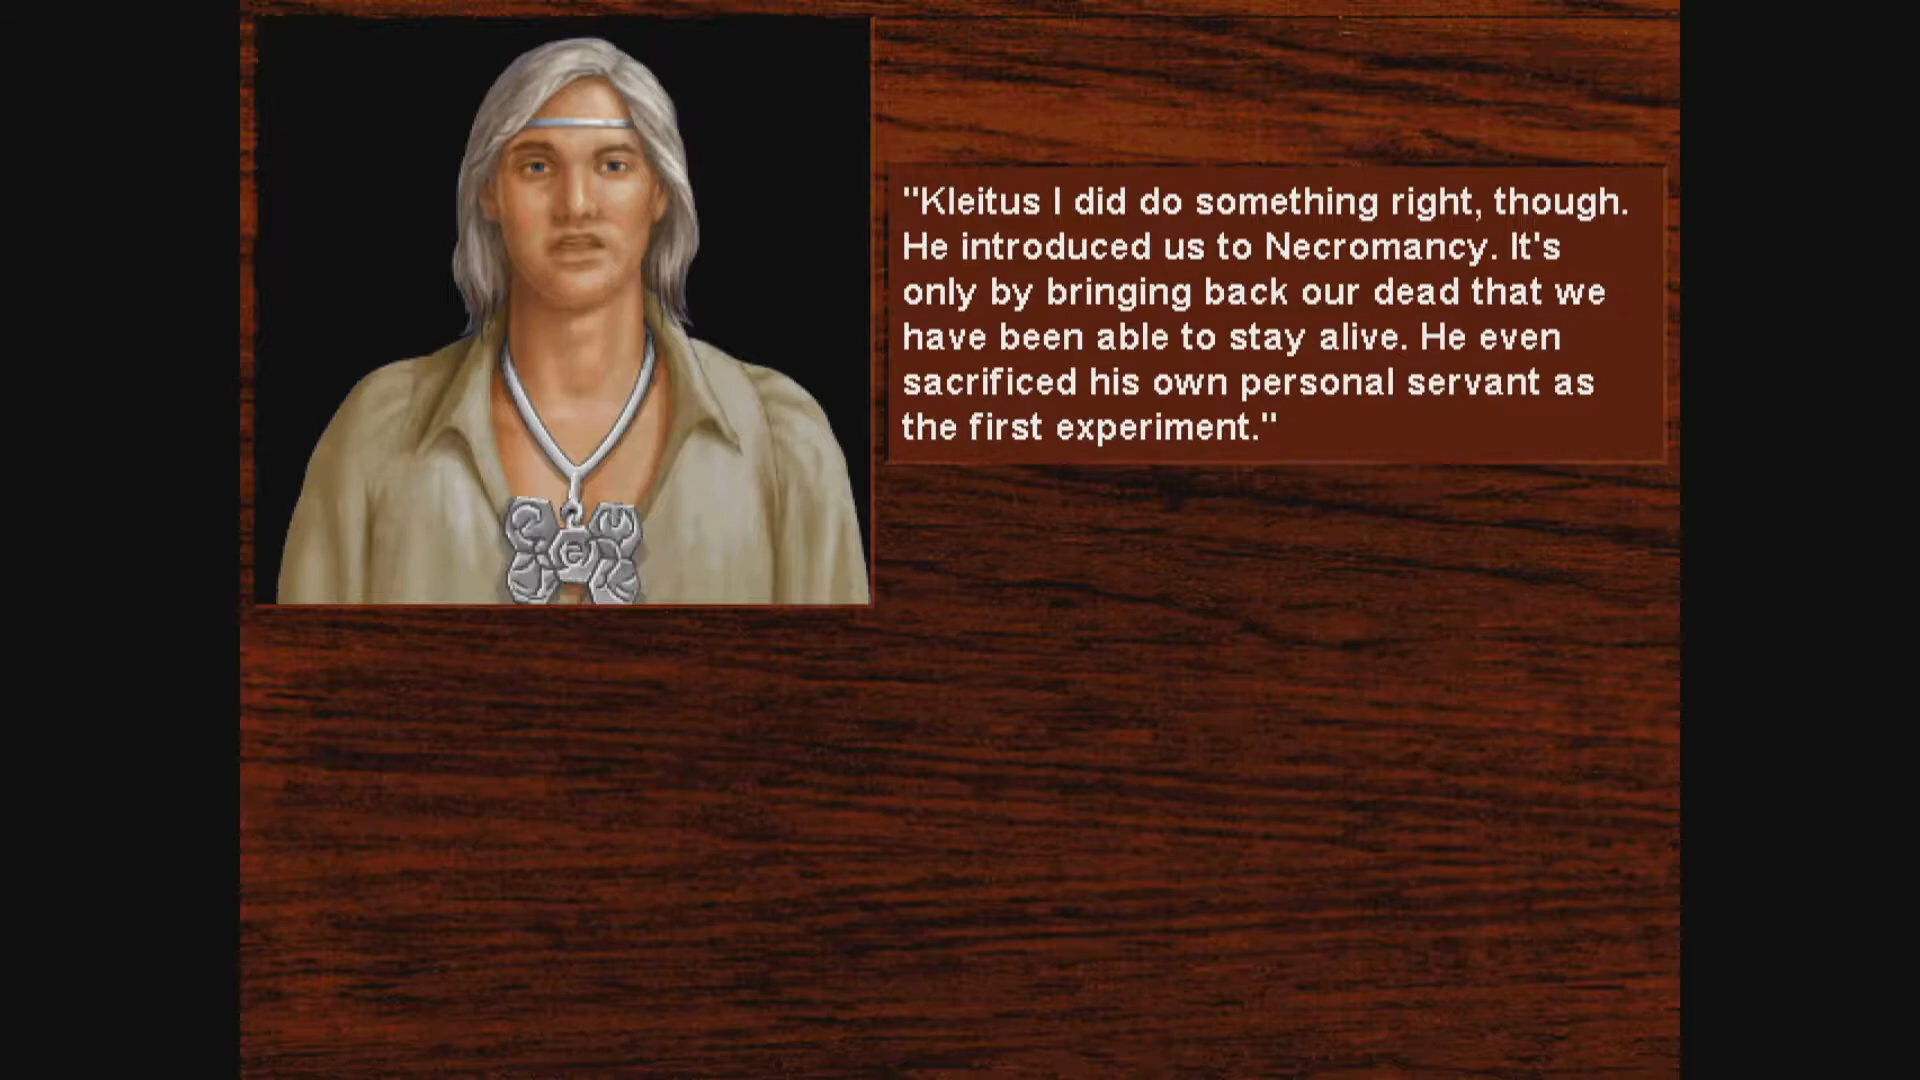 "Kleitus I did do something right, though.
He introduced us to Necromancy. It's
only by bringing back our dead that we
have been able to stay alive. He even
sacrificed his own personal servant as
the first experiment."